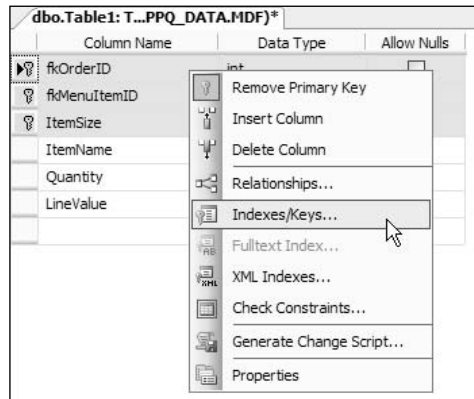 dbo.Table1: T...PPQ_DATA.MDF)*
Column Name Data Type Allow Nulls
fkOrderID int
fkMenuItemID
ItemSize
ItemName
Quantity
LineValue
Remove Primary Key
Insert Column
Delete Column
Relationships...
Indexes/Keys...
Fulltext Index...
XML Indexes...
Check Constraints...
Generate Change Script...
Properties